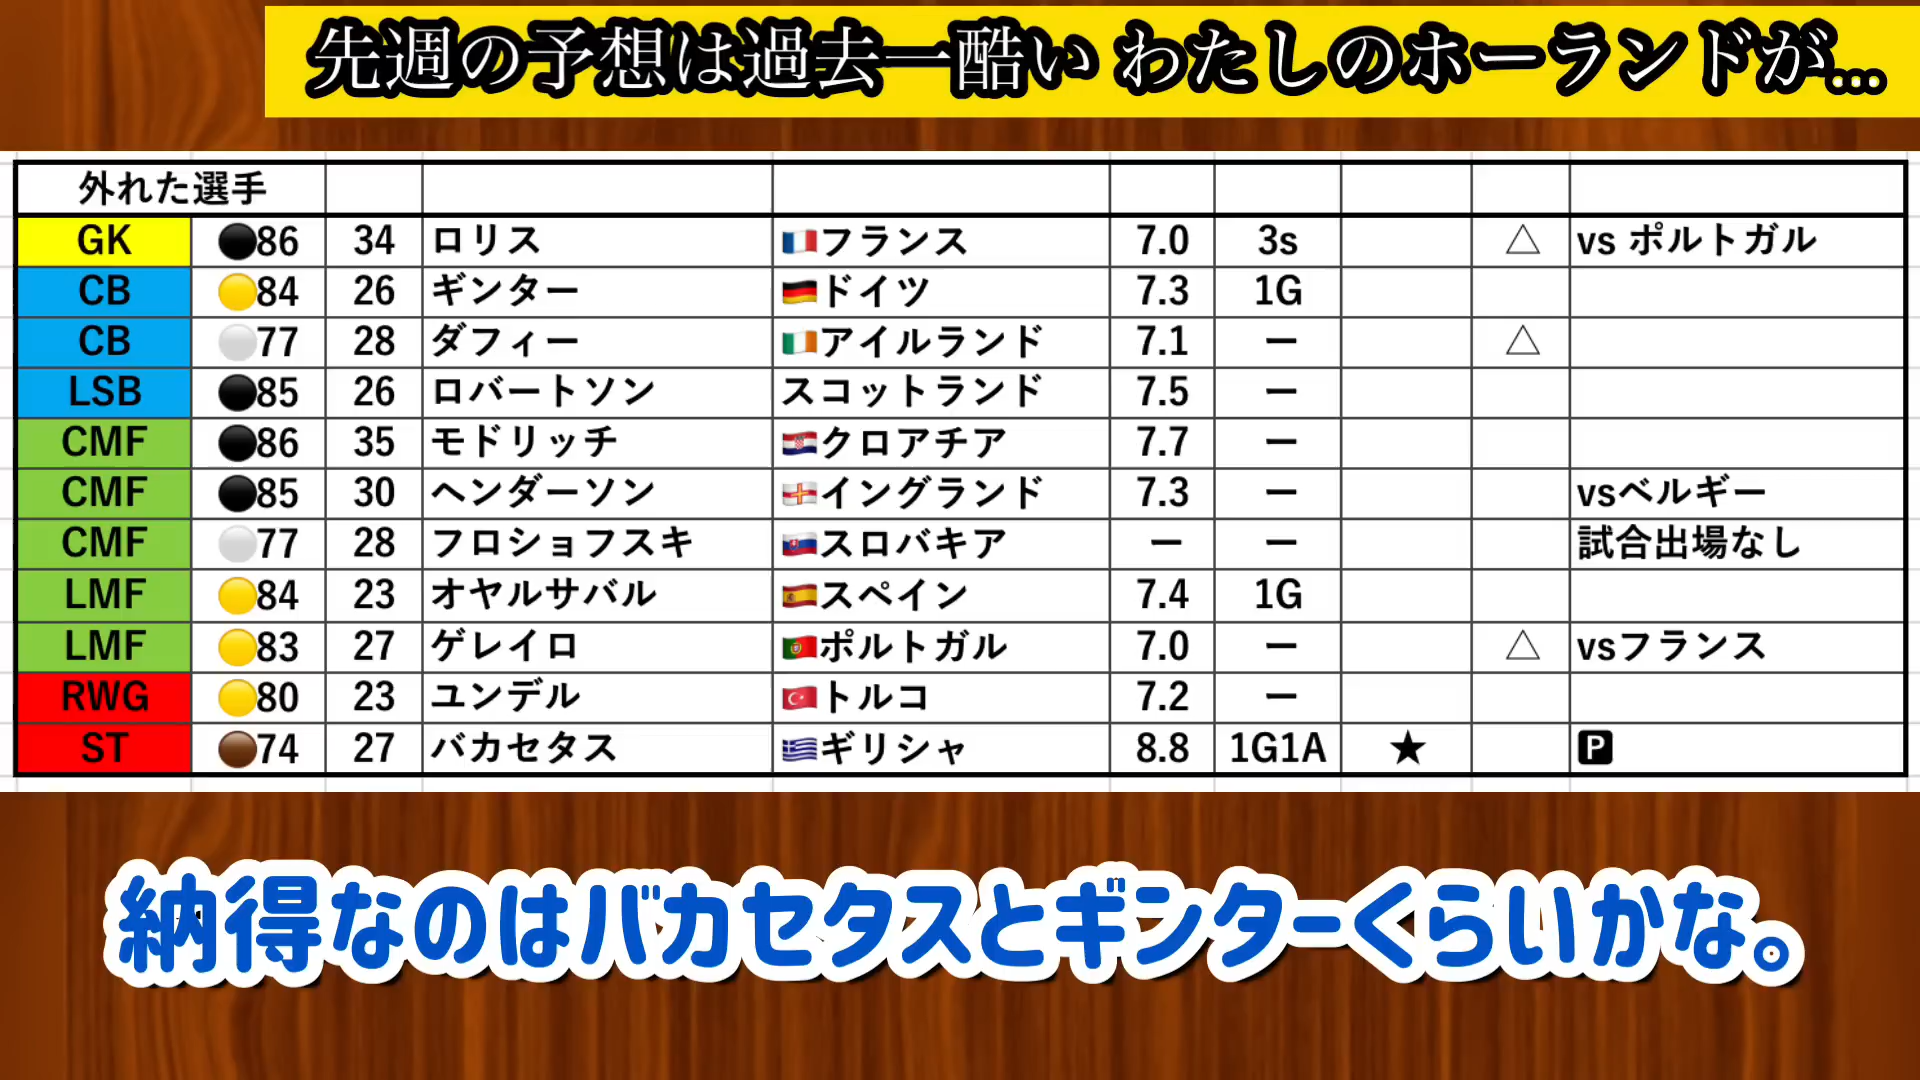 先週の予想は過去一酷い わたしのホーランドが...
外れた選手
GK ⚫86 34 ロリス 🇫🇷フランス 7.0 3s △ vs ポルトガル
CB 🟡84 26 ギンター 🇩🇪ドイツ 7.3 1G
CB ⚪77 28 ダフィー 🇮🇪アイルランド 7.1 ー △
LSB ⚫85 26 ロバートソン スコットランド 7.5 ー
CMF ⚫86 35 モドリッチ 🇭🇷クロアチア 7.7 ー
CMF ⚫85 30 ヘンダーソン イングランド 7.3 ー vsベルギー
CMF ⚪77 28 フロショフスキ 🇸🇰スロバキア ー ー 試合出場なし
LMF 🟡84 23 オヤルサバル 🇪🇸スペイン 7.4 1G
LMF 🟡83 27 ゲレイロ 🇵🇹ポルトガル 7.0 ー △ vsフランス
RWG 🟡80 23 ユンデル 🇹🇷トルコ 7.2 ー
ST 🟤74 27 バカセタス 🇬🇷ギリシャ 8.8 1G1A ★ P
納得なのはバカセタスとギンターくらいかな。